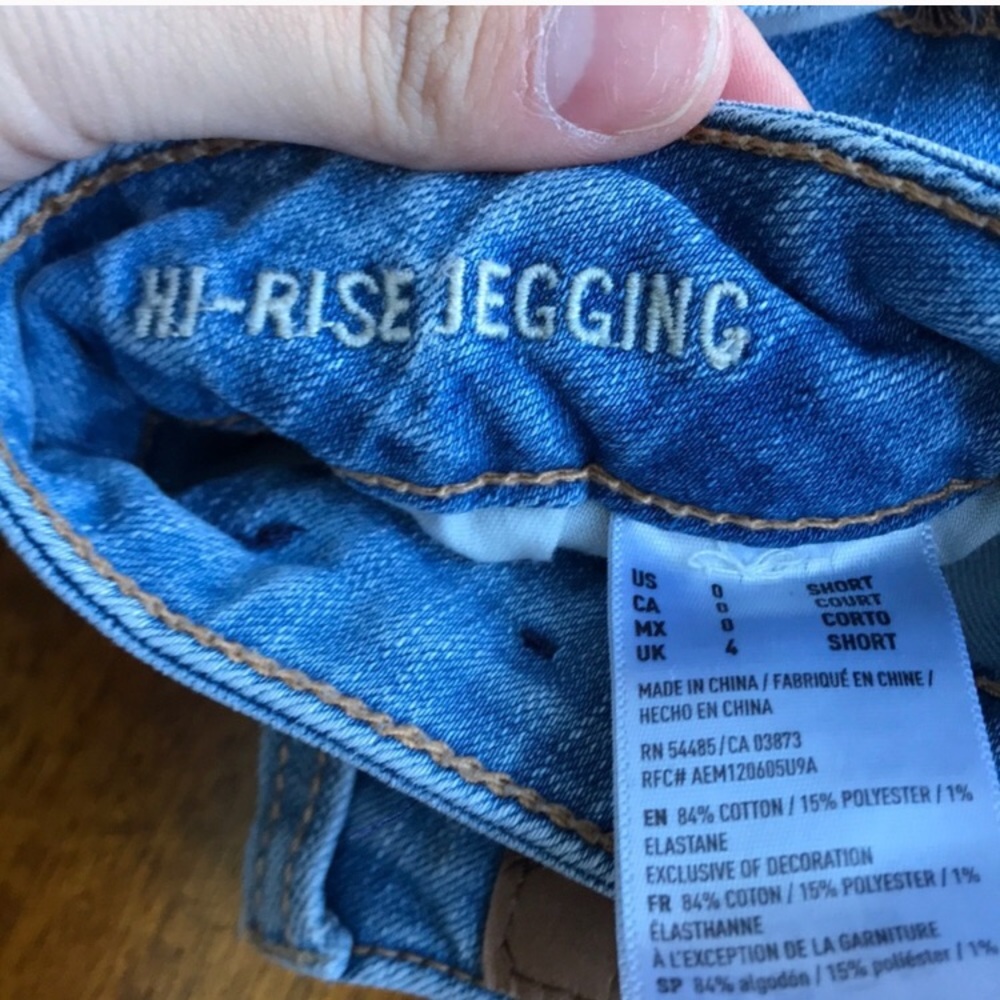 HI-RISE JEGGING
US 0 SHORT
CA 0 COURT
MX 0 CORTO
UK 4 SHORT
MADE IN CHINA / FABRIQUÉ EN CHINE /
HECHO EN CHINA
RN 54485 / CA 03873
RFC# AEM120605U9A
EN 84% COTTON / 15% POLYESTER / 1%
ELASTANE
EXCLUSIVE OF DECORATION
FR 84% COTON / 15% POLYESTER / 1%
ÉLASTHANNE
À L'EXCEPTION DE LA GARNITURE
SP 84% algodón / 15% poliéster / 1%